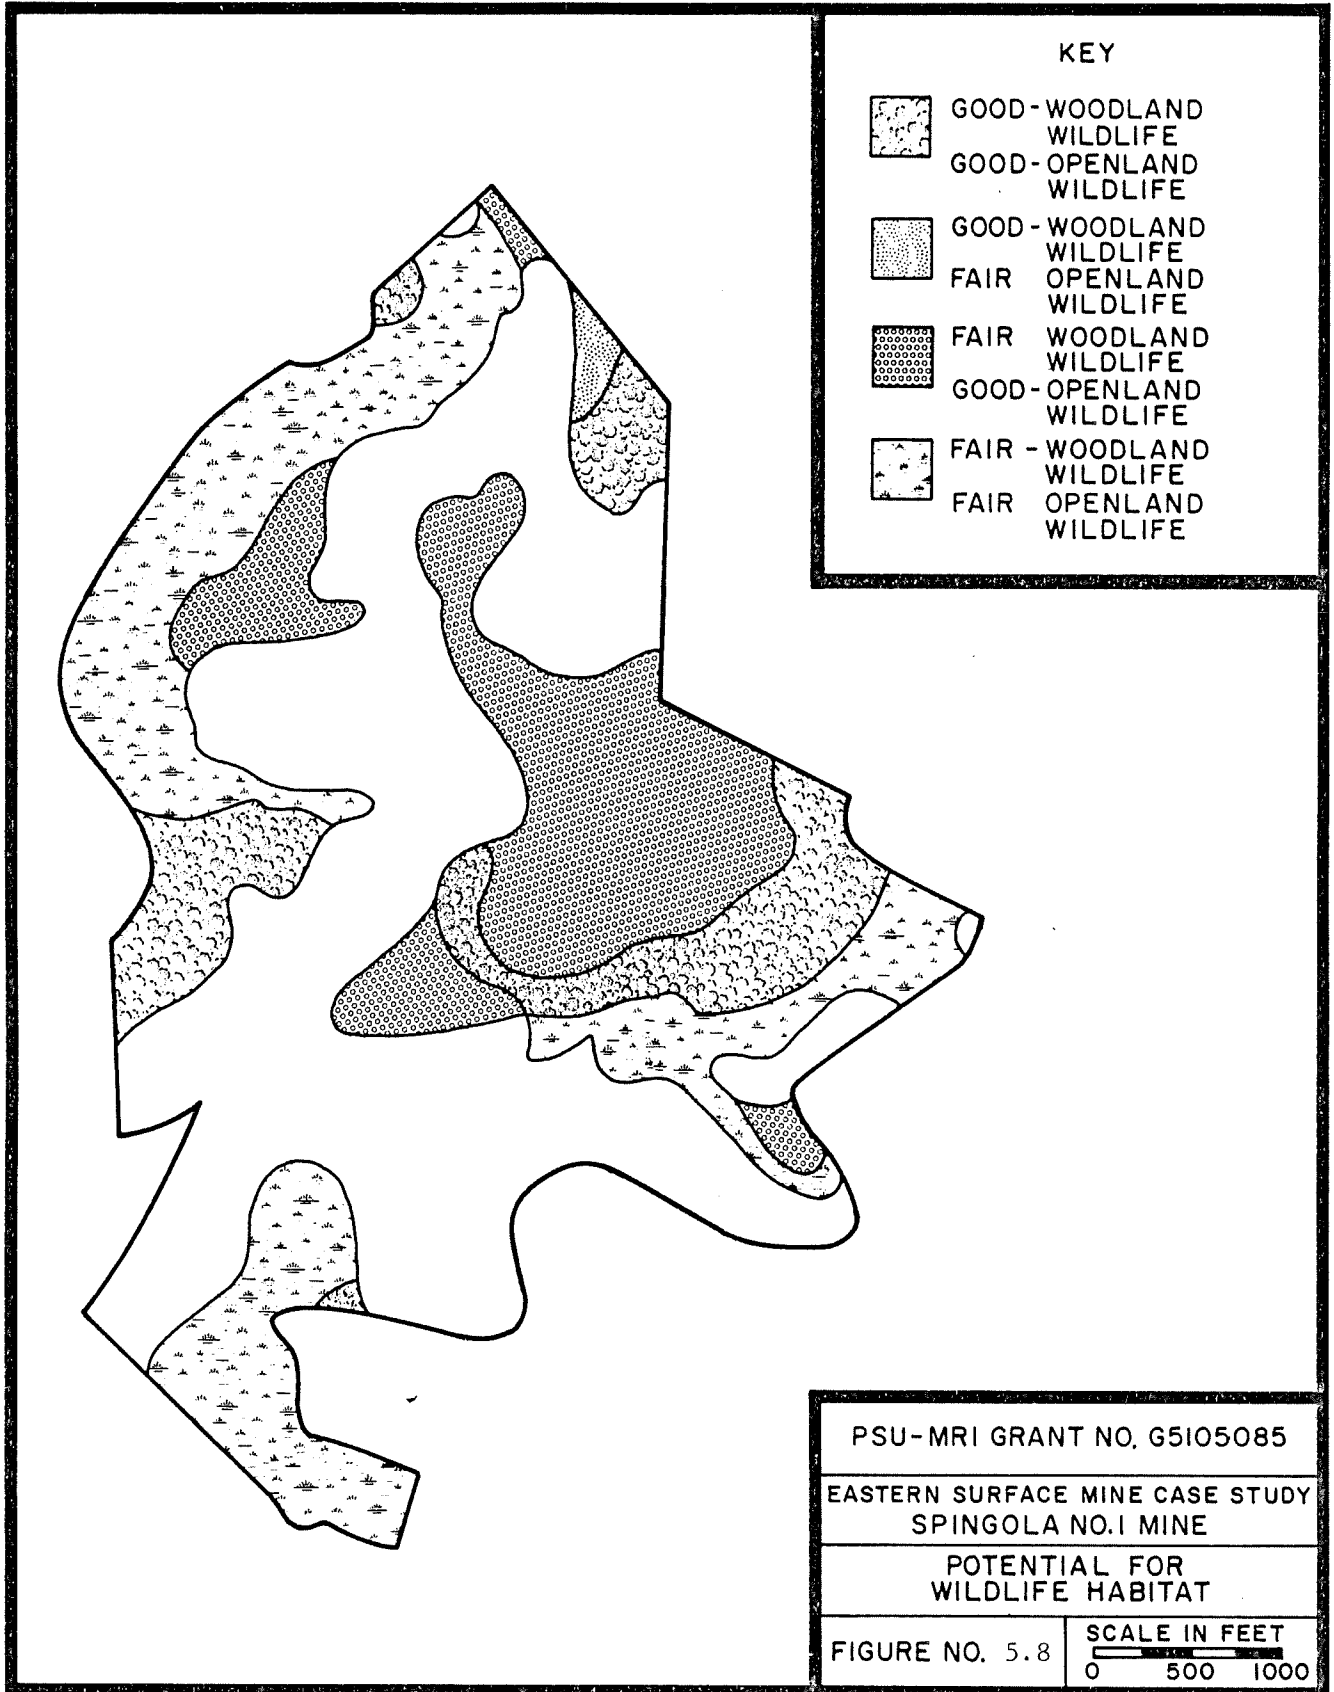 KEY
GOOD-WOODLAND
WILDLIFE
GOOD-OPENLAND
WILDLIFE
GOOD-WOODLAND
WILDLIFE
FAIR OPENLAND
WILDLIFE
FAIR WOODLAND
WILDLIFE
GOOD-OPENLAND
WILDLIFE
FAIR-WOODLAND
WILDLIFE
FAIR OPENLAND
WILDLIFE
PSU-MRI GRANT NO. G5105085
EASTERN SURFACE MINE CASE STUDY
SPINGOLA NO.1 MINE
POTENTIAL FOR
WILDLIFE HABITAT
FIGURE NO. 5.8
SCALE IN FEET
0 500 1000